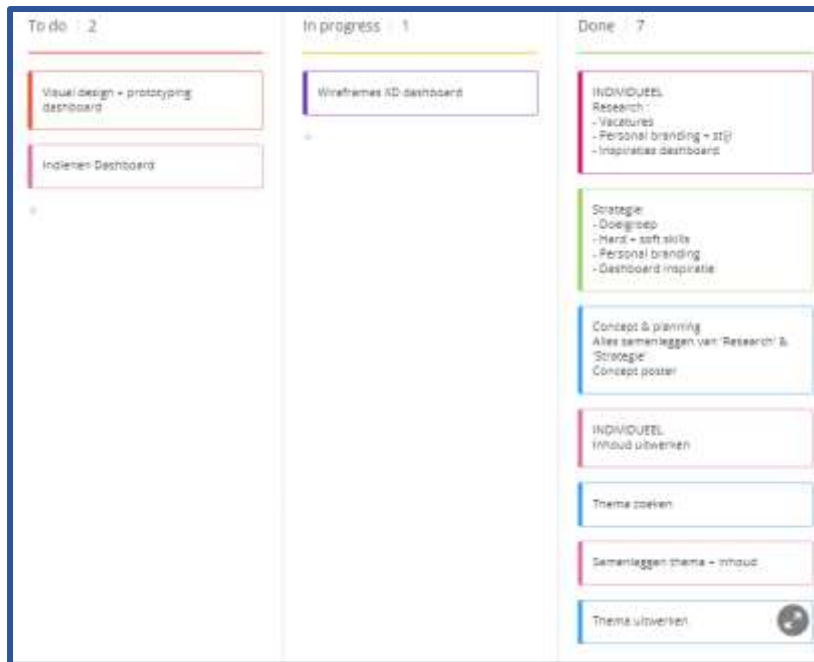 To do 2
Visual design + prototyping
dashboard
Indienen Dashboard
In progress 1
Wireframes XD dashboard
Done 7
INDIVIDUEEL
Research :
- Vacatures
- Personal branding + stijl
- Inspiraties dashboard
Strategie
- Doelgroep
- Hard + soft skills
- Personal branding
- Dashboard inspiratie
Concept & planning
Alles samenleggen van 'Research' &
'Strategie'
Concept poster
INDIVIDUEEL
Inhoud uitwerken
Thema zoeken
Samenleggen thema + inhoud
Thema uitwerken